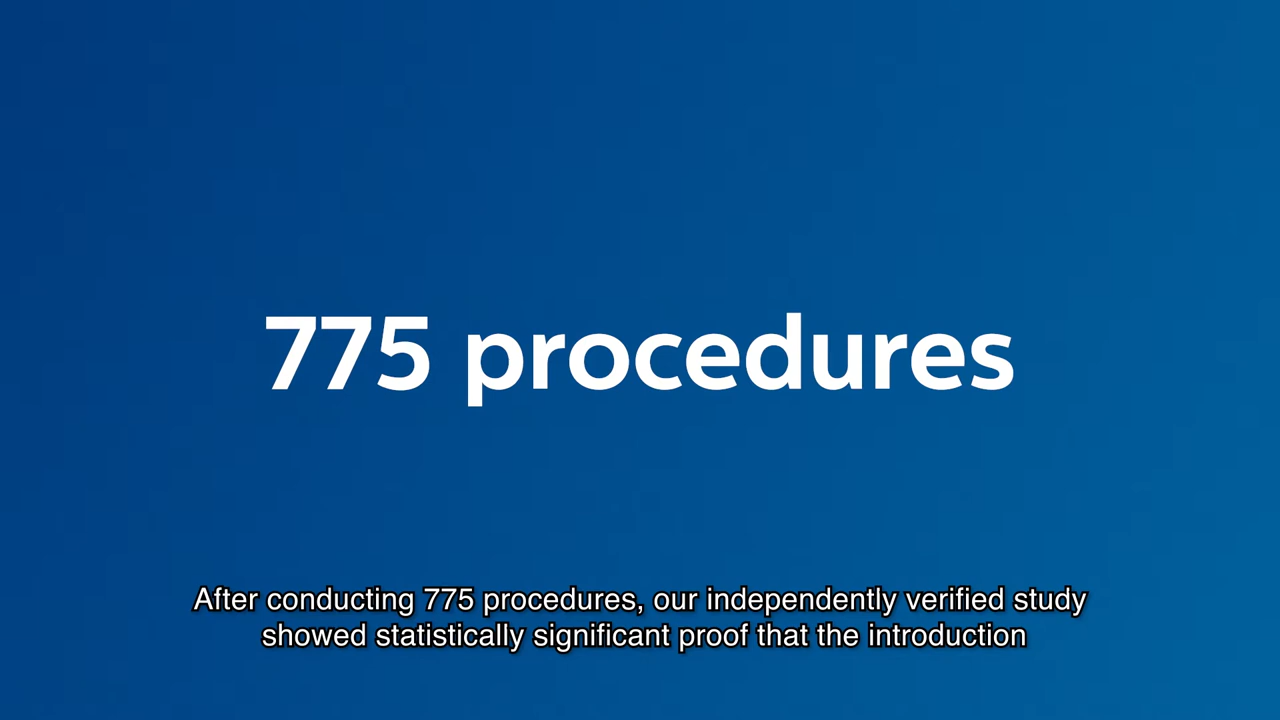 775 procedures
After conducting 775 procedures, our independently verified study
showed statistically significant proof that the introduction